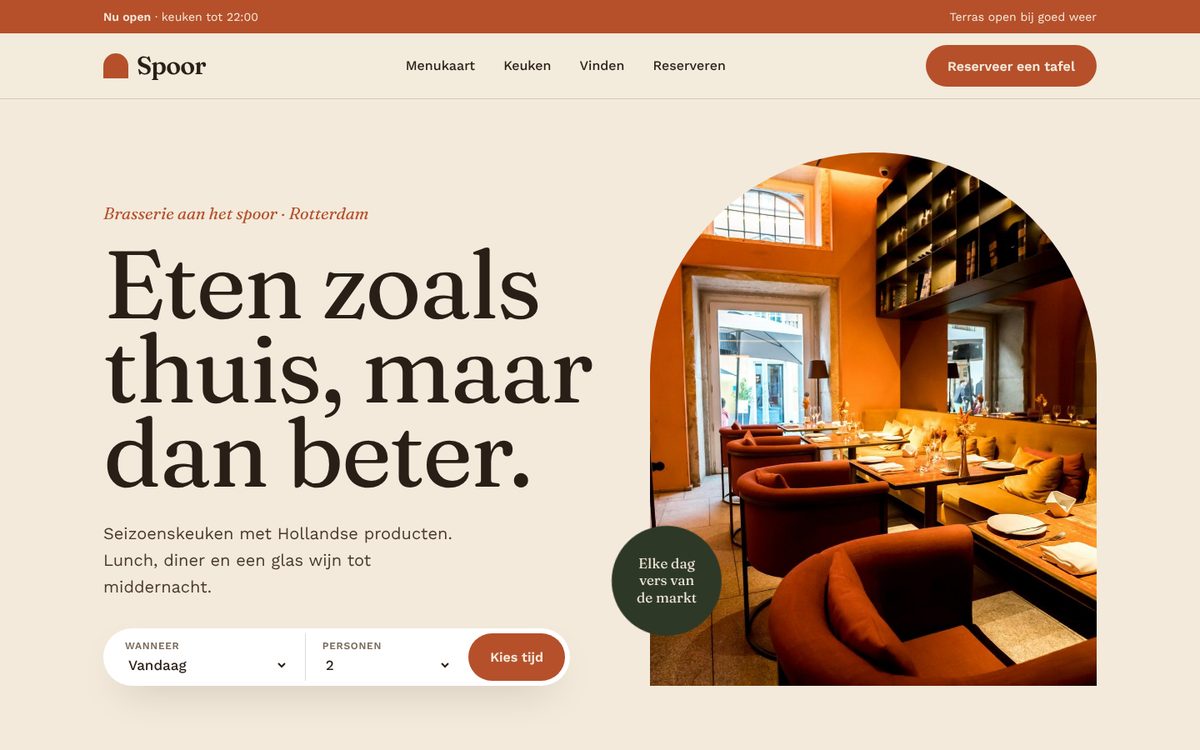 Nu open · keuken tot 22:00
Terras open bij goed weer
Spoor
Menukaart
Keuken
Vinden
Reserveren
Reserveer een tafel
Brasserie aan het spoor · Rotterdam
Eten zoals
thuis, maar
dan beter.
Seizoenskeuken met Hollandse producten.
Lunch, diner en een glas wijn tot
middernacht.
WANNEER
Vandaag
PERSONEN
2
Kies tijd
Elke dag
vers van
de markt